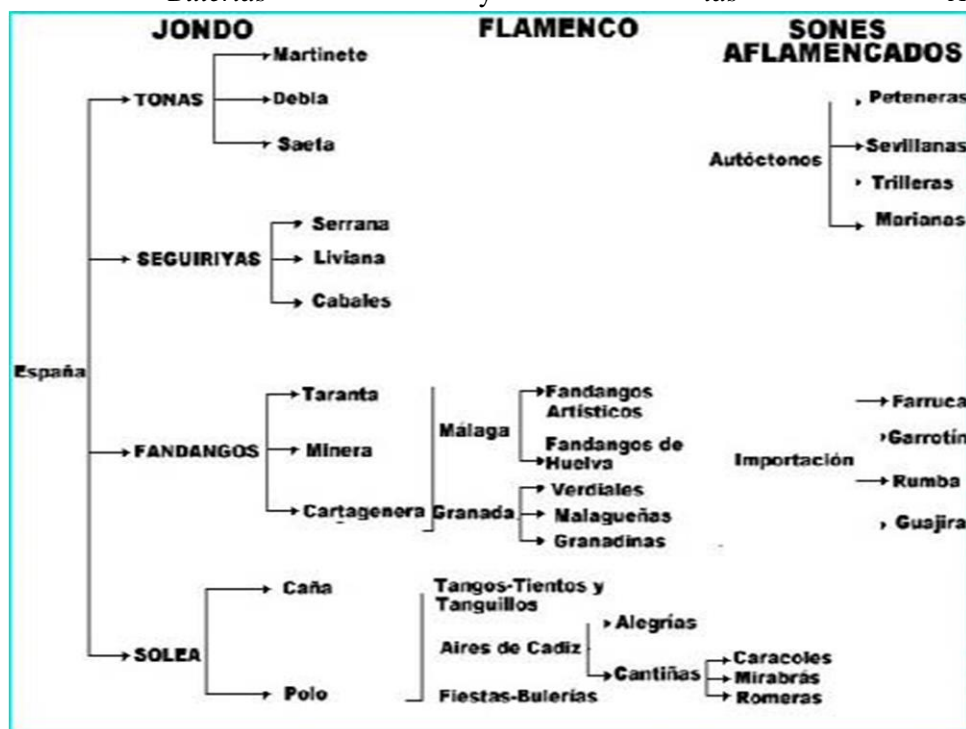 JONDO
FLAMENCO
SONES
AFLAMENCADOS
Martinete
TONAS
Debla
Saeta
Peteneras
Autóctonos
Sevillanas
Trilleras
Marianas
Serrana
SEGUIRIYAS
Liviana
Cabales
España
FANDANGOS
Taranta
Minera
Cartagenera
Málaga
Granada
Fandangos
Artísticos
Fandangos de
Huelva
Verdiales
Malagueñas
Granadinas
Importación
Farruca
Garrotín
Rumba
Guajira
SOLEA
Caña
Polo
Tangos-Tientos y
Tanguillos
Aires de Cadiz
Fiestas-Bulerías
Alegrías
Cantiñas
Caracoles
Mirabrás
Romeras